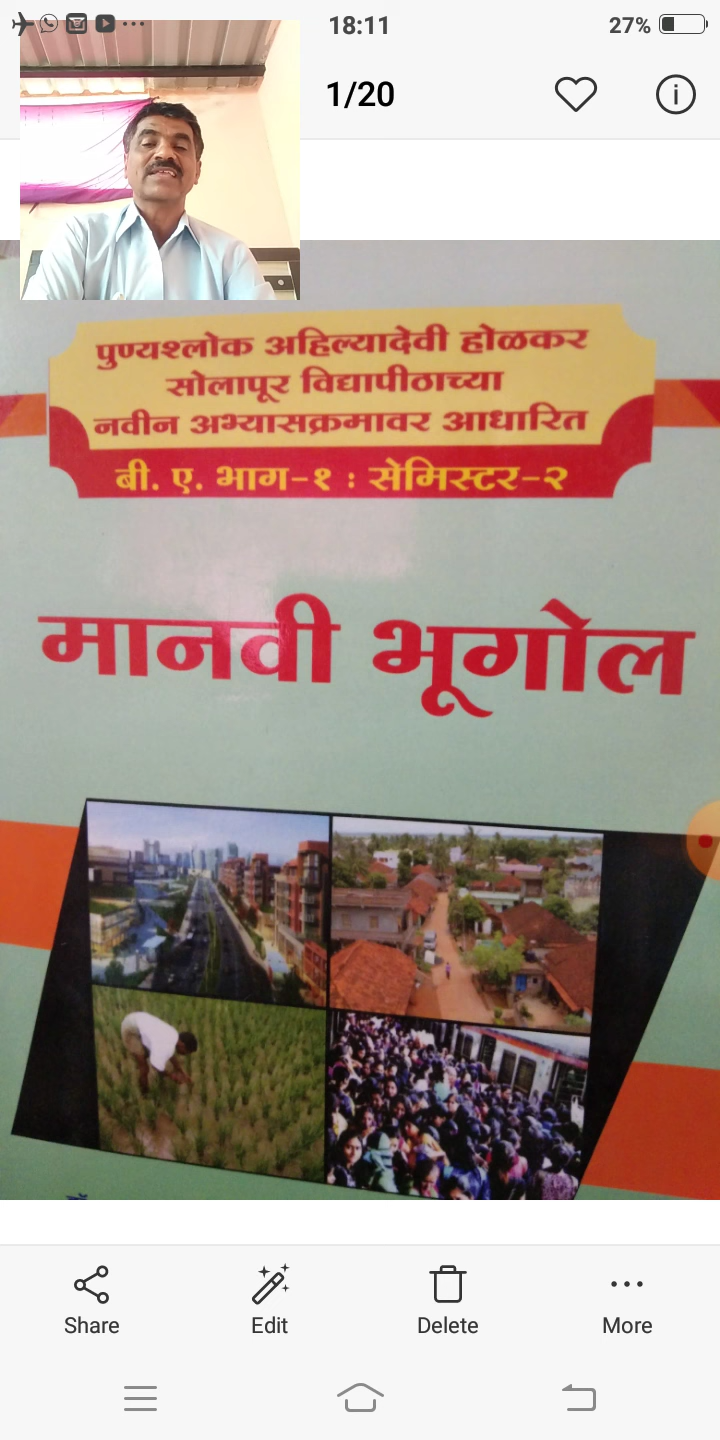 18:11
27%
1/20
पुण्यश्लोक अहिल्यादेवी होळकर
सोलापूर विद्यापीठाच्या
नवीन अभ्यासक्रमावर आधारित
बी. ए. भाग-१ : सेमिस्टर-२
मानवी भूगोल
Share
Edit
Delete
More